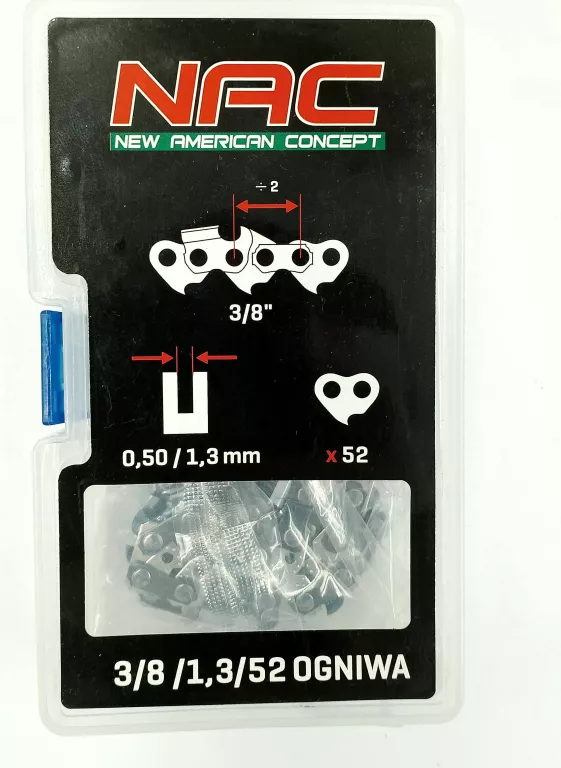 NAC
NEW AMERICAN CONCEPT
÷ 2
3/8"
0,50 / 1,3 mm
x 52
3/8 /1,3/52 OGNIWA